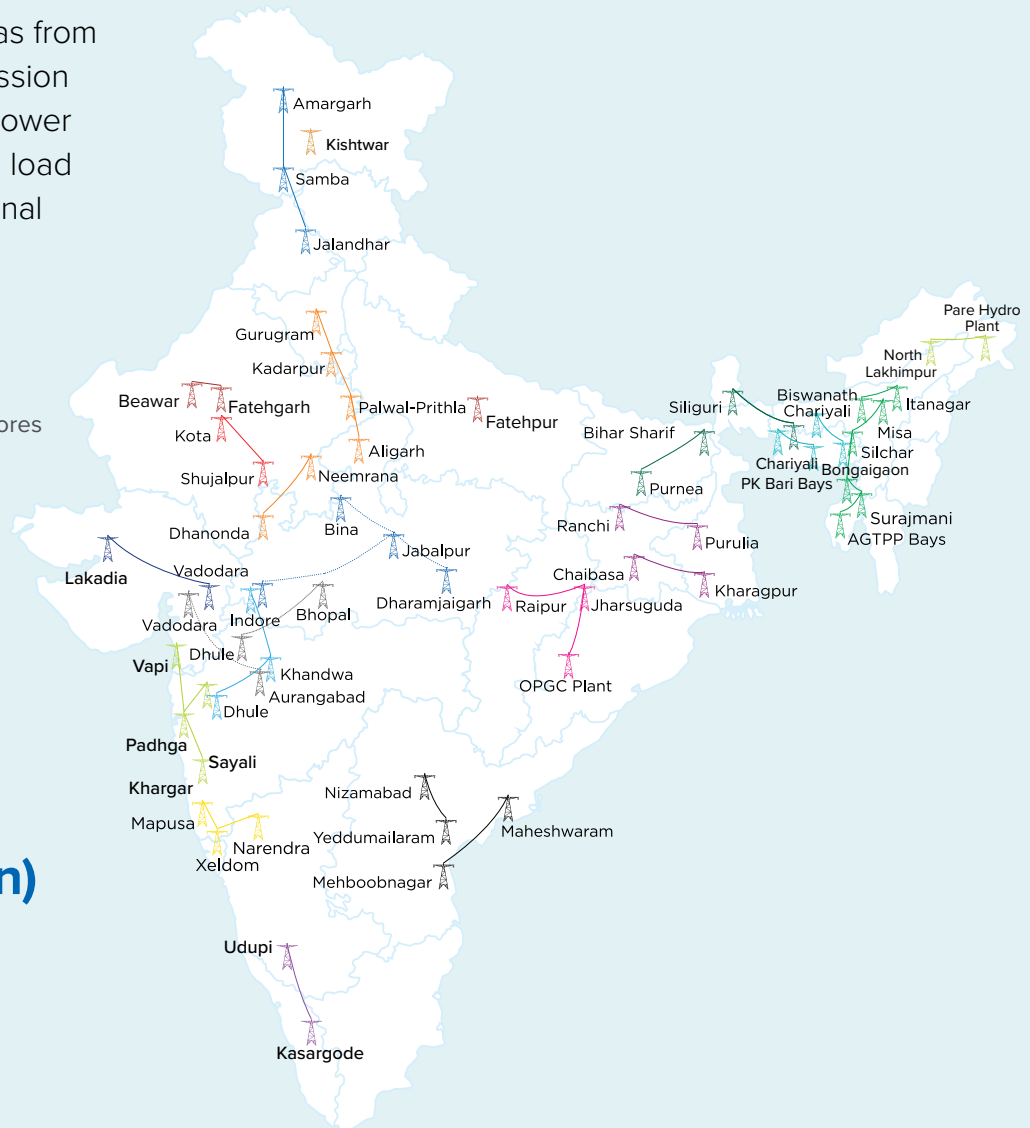 as from
ssion
ower
load
nal
ores
n)
Amargarh
Kishtwar
Samba
Jalandhar
Gurugram
Kadarpur
Beawar
Fatehgarh
Palwal-Prithla
Fatehpur
Kota
Aligarh
Shujalpur
Neemrana
Dhanonda
Bina
Jabalpur
Lakadia
Vadodara
Dharamjaigarh
Vadodara
Indore
Bhopal
Dhule
Vapi
Khandwa
Aurangabad
Dhule
Padhga
Sayali
Khargar
Mapusa
Narendra
Xeldom
Nizamabad
Yeddumailaram
Maheshwaram
Mehboobnagar
Udupi
Kasargode
Siliguri
Bihar Sharif
Purnea
Ranchi
Purulia
Chaibasa
Kharagpur
Raipur
Jharsuguda
OPGC Plant
Pare Hydro
Plant
North
Lakhimpur
Biswanath
Chariyali
Itanagar
Misa
Silchar
Chariyali
Bongaigaon
PK Bari Bays
Surajmani
AGTPP Bays